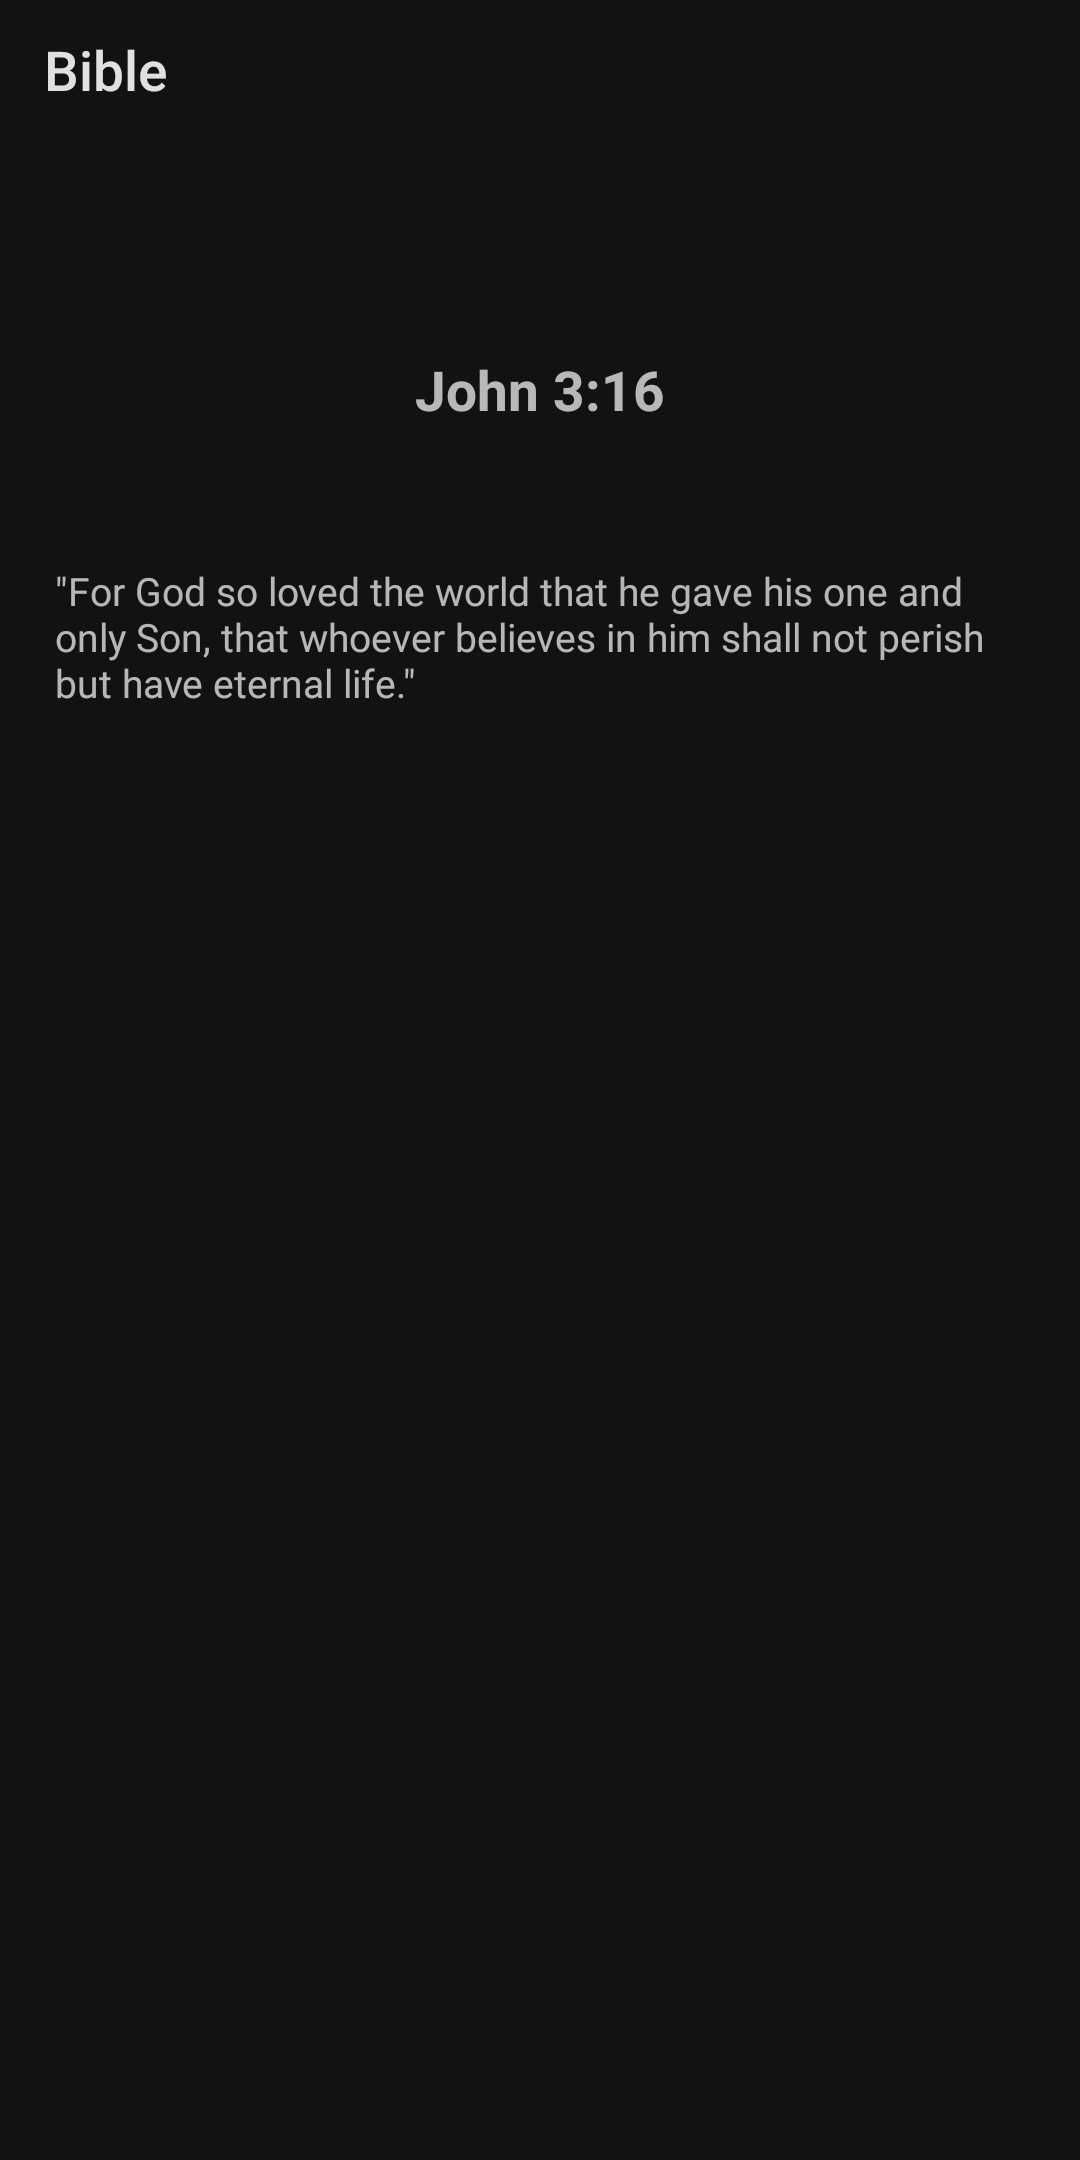 Bible
John 3:16
"For God so loved the world that he gave his one and
only Son, that whoever believes in him shall not perish
but have eternal life."